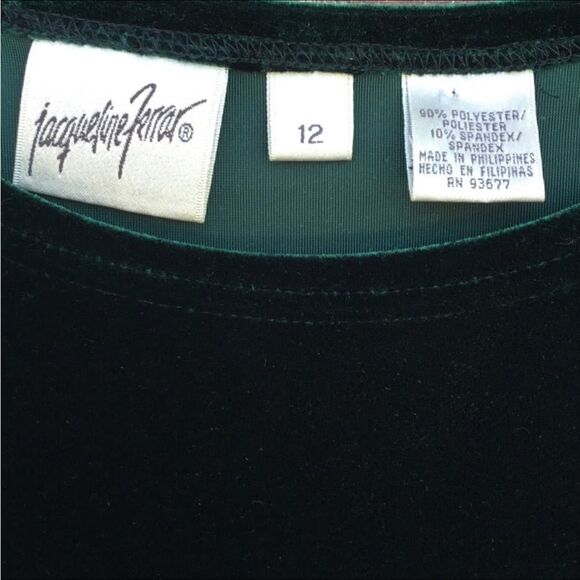 jacqueline Ferrar®
12
90% POLYESTER/
POLIESTER
10% SPANDEX/
SPANDEX
MADE IN PHILIPPINES
HECHO EN FILIPINAS
RN 93677